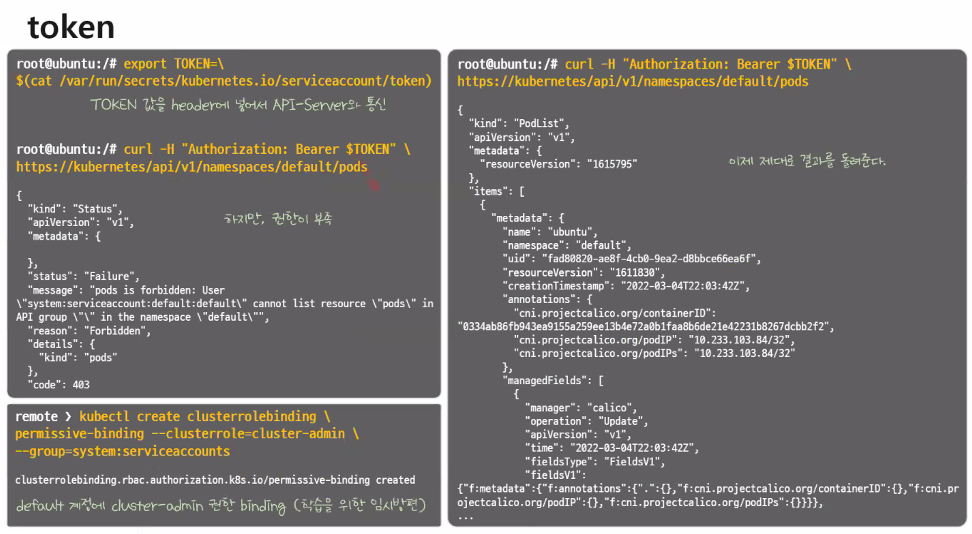 token
root@ubuntu:/# export TOKEN=\
$(cat /var/run/secrets/kubernetes.io/serviceaccount/token)
TOKEN 값을 header에 넣어서 API-Server와 통신
root@ubuntu:/# curl -H "Authorization: Bearer $TOKEN" \
https://kubernetes/api/v1/namespaces/default/pods
{
"kind": "Status",
"apiVersion": "v1",
하지만, 권한이 부족
"metadata": {
},
"status": "Failure",
"message": "pods is forbidden: User
\"system:serviceaccount:default:default\" cannot list resource \"pods\" in
API group \"\" in the namespace \"default\"",
"reason": "Forbidden",
"details": {
"kind": "pods"
},
"code": 403
remote ❯ kubectl create clusterrolebinding \
permissive-binding --clusterrole=cluster-admin \
--group=system:serviceaccounts
clusterrolebinding.rbac.authorization.k8s.io/permissive-binding created
default 계정에 cluster-admin 권한 binding (학습을 위한 임시방편)
root@ubuntu:/# curl -H "Authorization: Bearer $TOKEN" \
https://kubernetes/api/v1/namespaces/default/pods
{
"kind": "PodList",
"apiVersion": "v1",
"metadata": {
"resourceVersion": "1615795"
이제 제대로 결과를 돌려준다.
},
"items": [
{
"metadata": {
"name": "ubuntu",
"namespace": "default",
"uid": "fad80820-ae8f-4cb0-9ea2-d8bbce66ea6f",
"resourceVersion": "1611830",
"creationTimestamp": "2022-03-04T22:03:42Z",
"annotations": {
"cni.projectcalico.org/containerID":
"0334ab86fb943ea9155a259ee13b4e72a0b1faa8b6de21e42231b8267dcbb2f2",
"cni.projectcalico.org/podIP": "10.233.103.84/32",
"cni.projectcalico.org/podIPs": "10.233.103.84/32"
},
"managedFields": [
{
"manager": "calico",
"operation": "Update",
"apiVersion": "v1",
"time": "2022-03-04T22:03:42Z",
"fieldsType": "FieldsV1",
"fieldsV1":
{"f:metadata":{"f:annotations":{".":{},"f:cni.projectcalico.org/containerID":{},"f:cni.pr
ojectcalico.org/podIP":{},"f:cni.projectcalico.org/podIPs":{}}}},
...